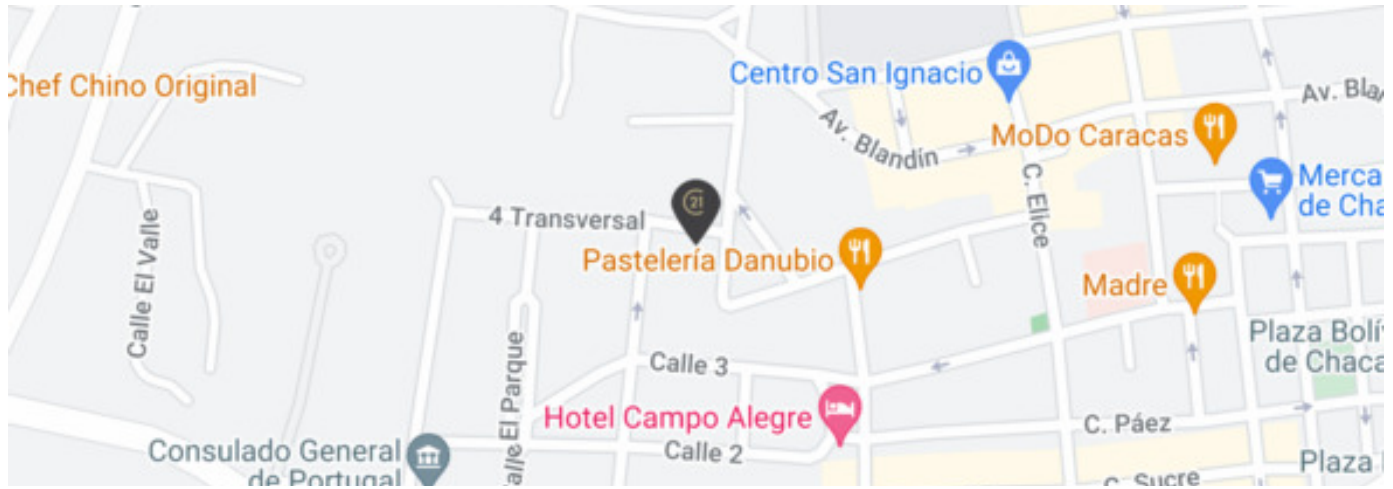 Chef Chino Original
Centro San Ignacio
Av. Bla
Av. Blandín
MoDo Caracas
Merca
de Cha
C. Elice
21
4 Transversal
Pastelería Danubio
Calle El Valle
Madre
Plaza Bolív
de Chaca
Calle 3
Calle El Parque
Hotel Campo Alegre
C. Páez
Consulado General
de Portugal
Calle 2
Plaza
C. Sucre